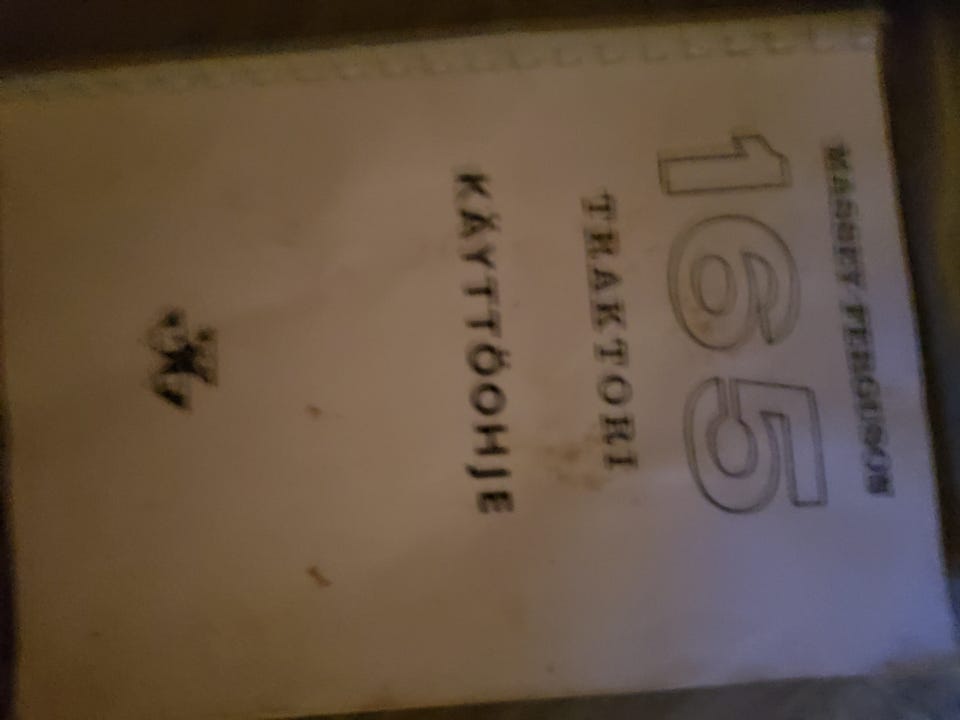 MASSEY FERGUSON
165
TRAKTORI
KÄYTTÖOHJE